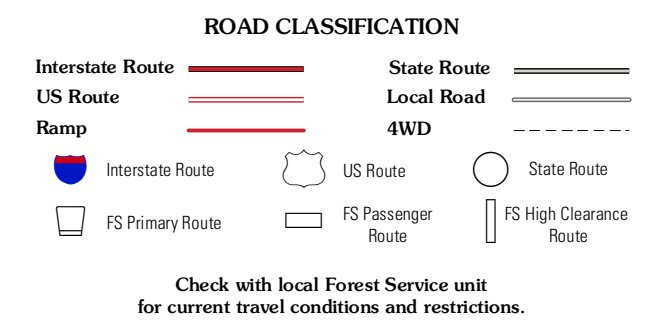 ROAD CLASSIFICATION
Interstate Route
State Route
US Route
Local Road
Ramp
4WD
Interstate Route
US Route
State Route
FS Primary Route
FS Passenger
Route
FS High Clearance
Route
Check with local Forest Service unit
for current travel conditions and restrictions.